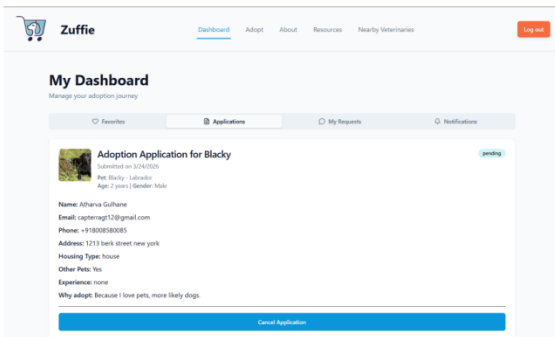 Zuffie
Dashboard Adopt About Resources Nearby Veterinaries
Log out
My Dashboard
Manage your adoption journey
Favorites Applications My Requests Notifications
Adoption Application for Blacky
pending
Submitted on 3/24/2026
Pet: Blacky - Labrador
Age: 2 years | Gender: Male
Name: Atharva Gulhane
Email: capterragt12@gmail.com
Phone: +918008580085
Address: 1213 berk street new york
Housing Type: house
Other Pets: Yes
Experience: none
Why adopt: Because I love pets, more likely dogs.
Cancel Application